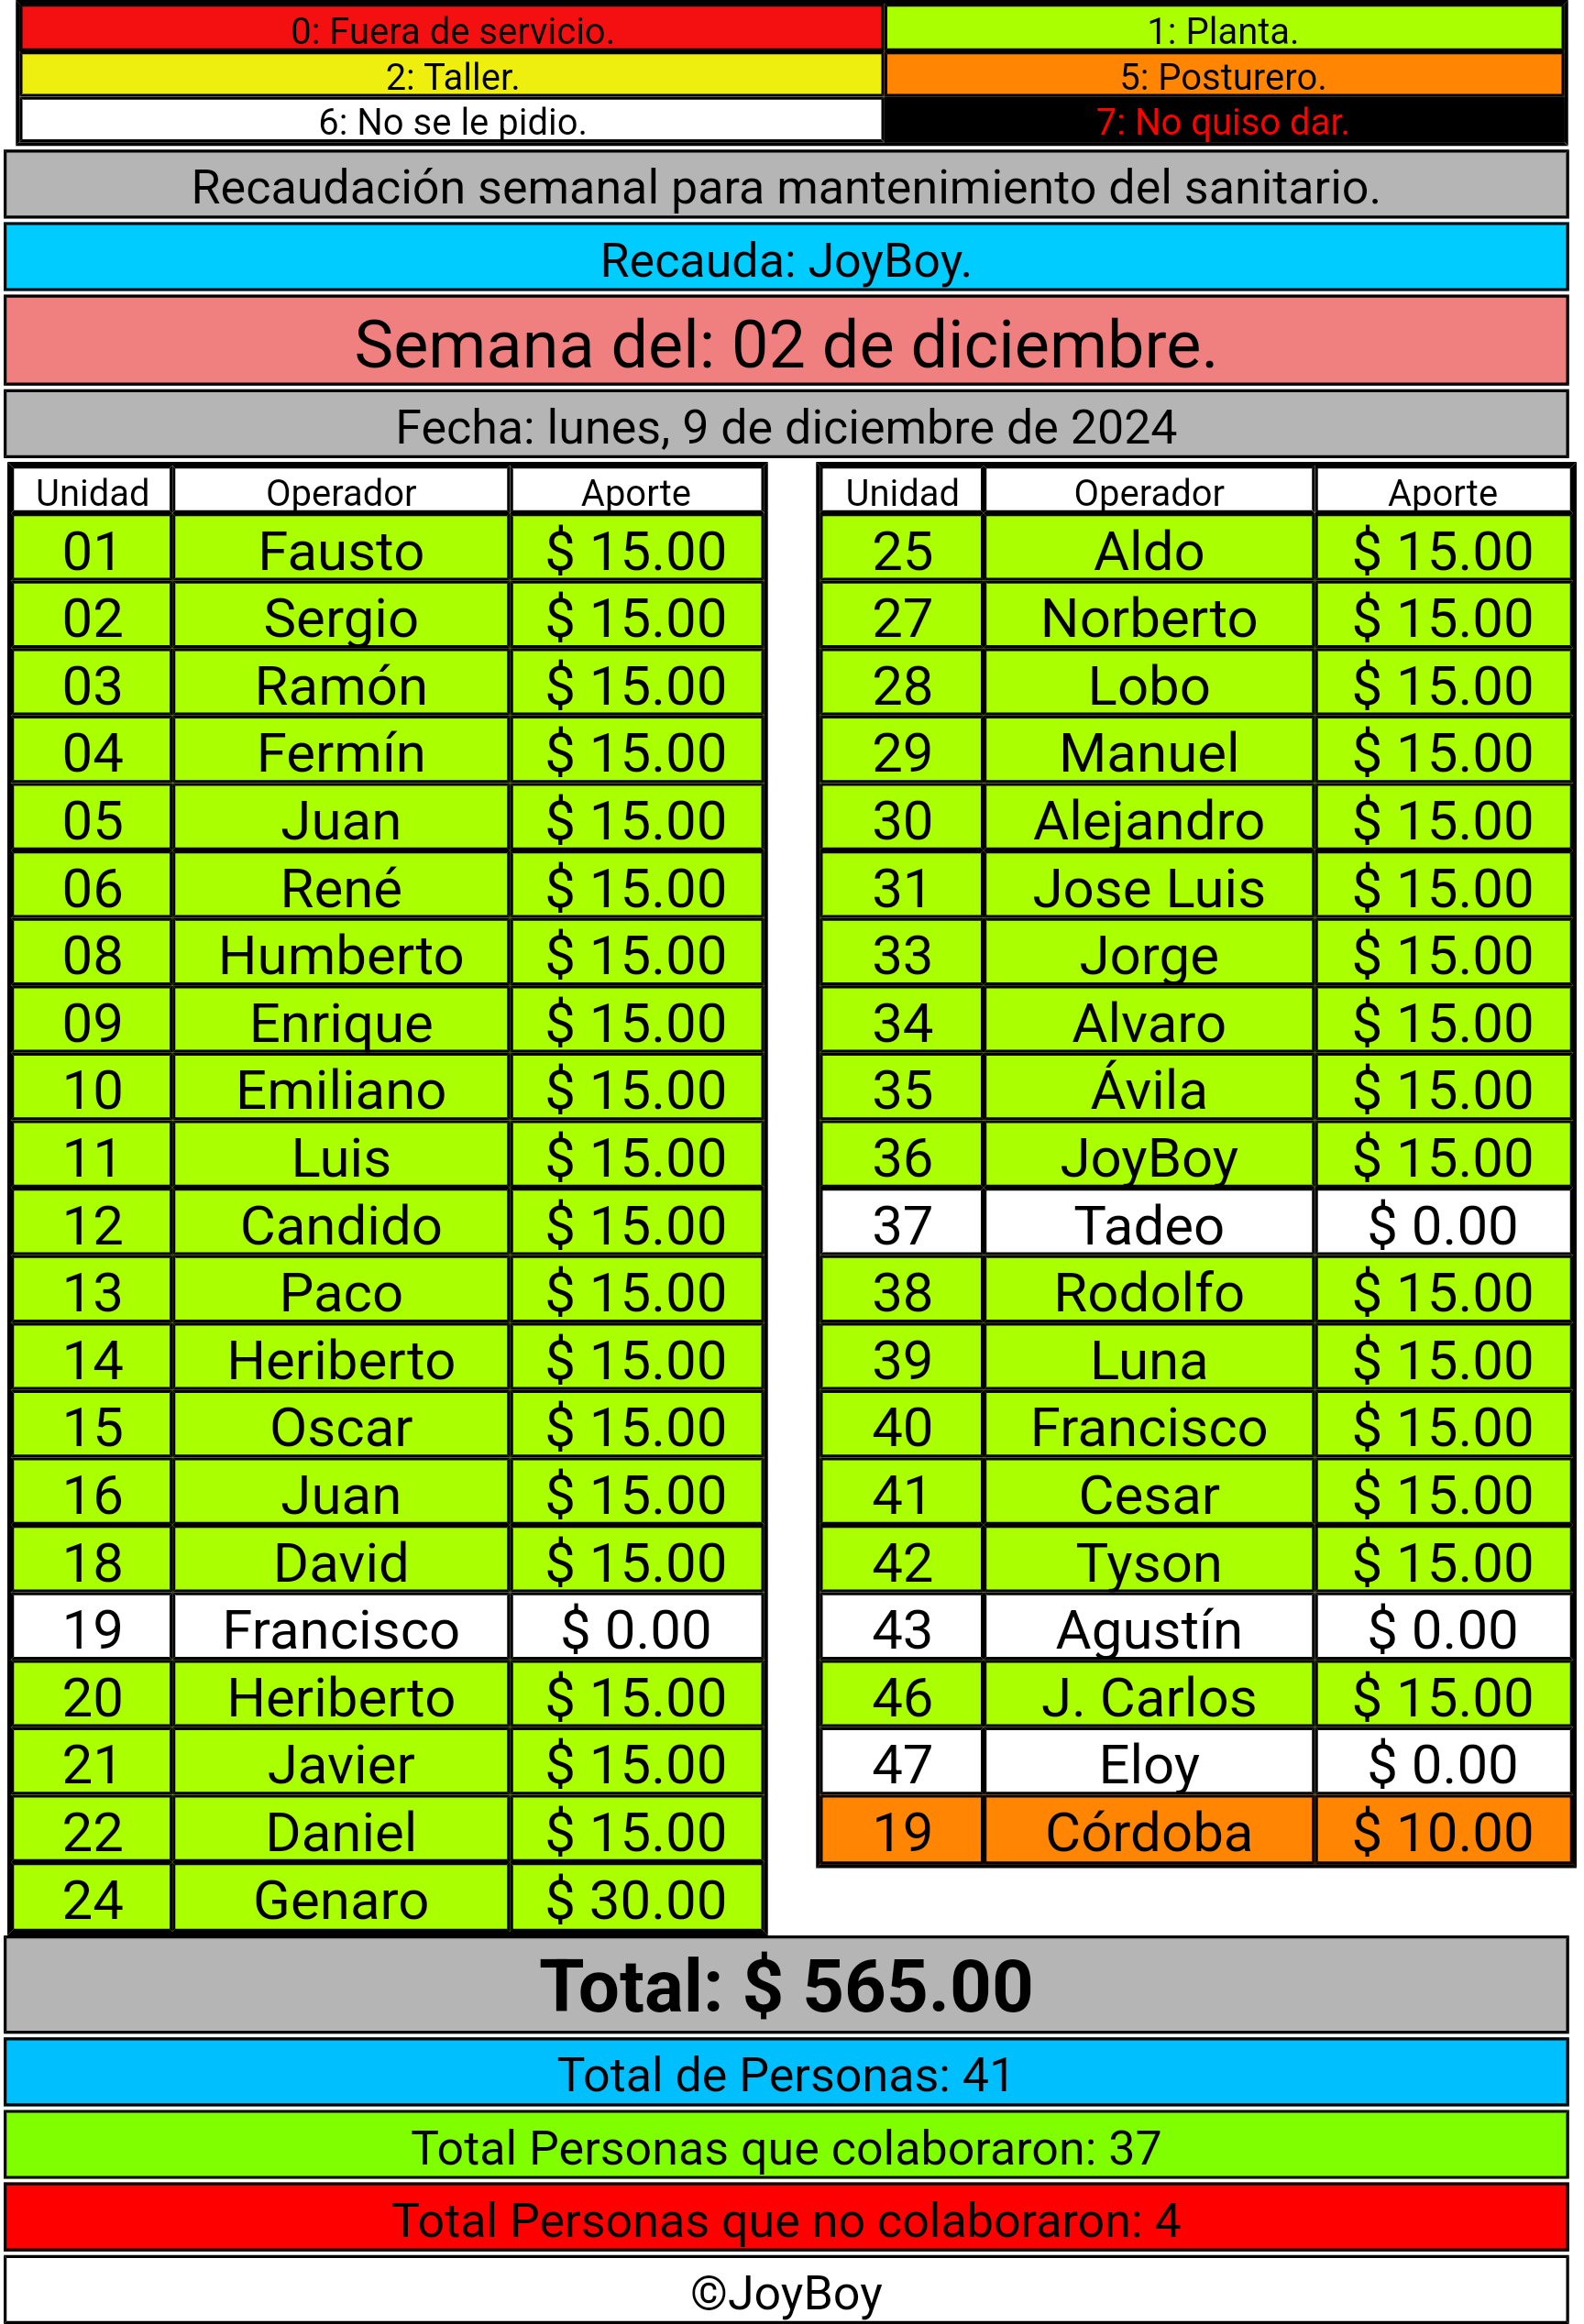 0: Fuera de servicio. 1: Planta.
2: Taller. 5: Posturero.
6: No se le pidio. 7: No quiso dar.
Recaudación semanal para mantenimiento del sanitario.
Recauda: JoyBoy.
Semana del: 02 de diciembre.
Fecha: lunes, 9 de diciembre de 2024
Unidad Operador Aporte
01 Fausto $ 15.00
02 Sergio $ 15.00
03 Ramón $ 15.00
04 Fermín $ 15.00
05 Juan $ 15.00
06 René $ 15.00
08 Humberto $ 15.00
09 Enrique $ 15.00
10 Emiliano $ 15.00
11 Luis $ 15.00
12 Candido $ 15.00
13 Paco $ 15.00
14 Heriberto $ 15.00
15 Oscar $ 15.00
16 Juan $ 15.00
18 David $ 15.00
19 Francisco $ 0.00
20 Heriberto $ 15.00
21 Javier $ 15.00
22 Daniel $ 15.00
24 Genaro $ 30.00
Unidad Operador Aporte
25 Aldo $ 15.00
27 Norberto $ 15.00
28 Lobo $ 15.00
29 Manuel $ 15.00
30 Alejandro $ 15.00
31 Jose Luis $ 15.00
33 Jorge $ 15.00
34 Alvaro $ 15.00
35 Ávila $ 15.00
36 JoyBoy $ 15.00
37 Tadeo $ 0.00
38 Rodolfo $ 15.00
39 Luna $ 15.00
40 Francisco $ 15.00
41 Cesar $ 15.00
42 Tyson $ 15.00
43 Agustín $ 0.00
46 J. Carlos $ 15.00
47 Eloy $ 0.00
19 Córdoba $ 10.00
Total: $ 565.00
Total de Personas: 41
Total Personas que colaboraron: 37
Total Personas que no colaboraron: 4
©JoyBoy